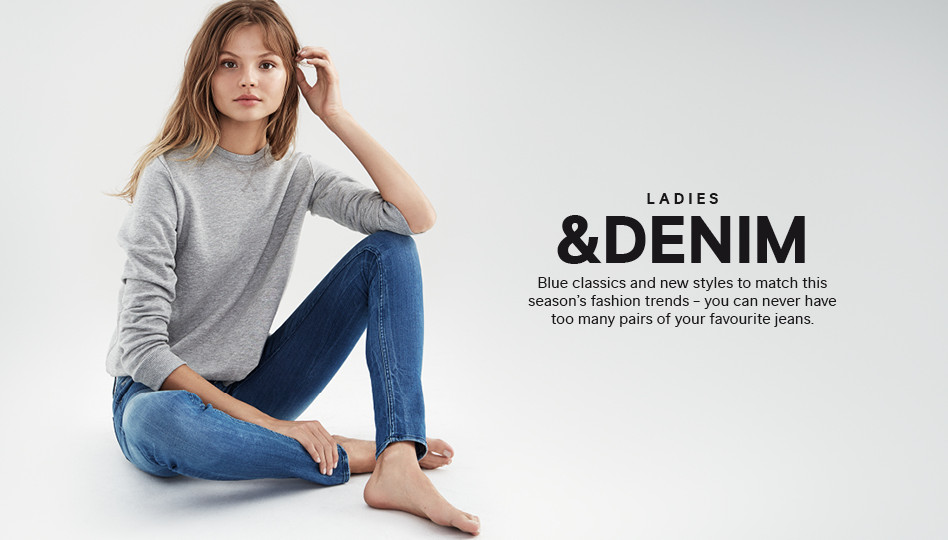 LADIES
&DENIM
Blue classics and new styles to match this
season’s fashion trends – you can never have
too many pairs of your favourite jeans.